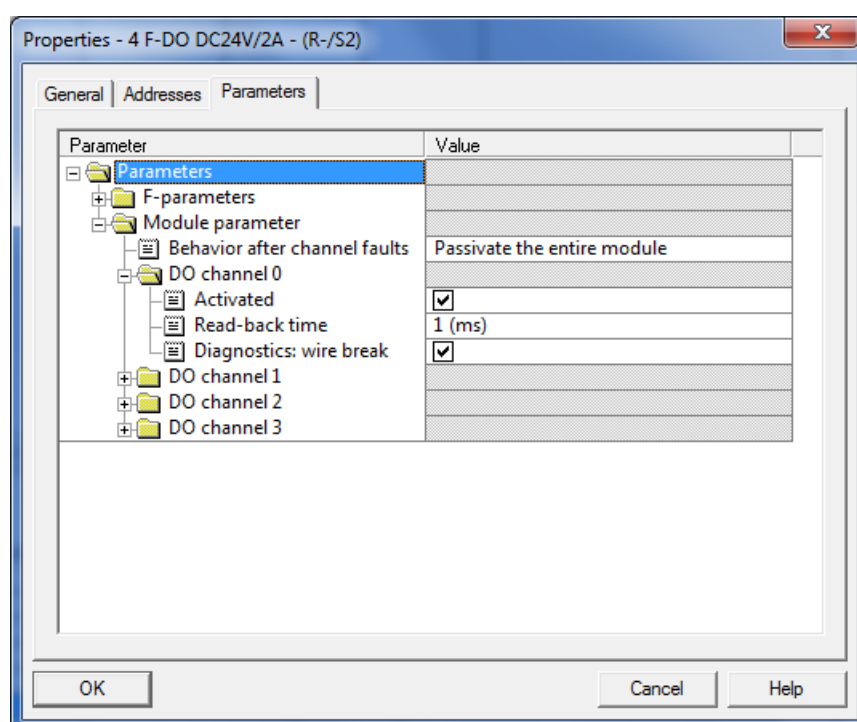 Properties - 4 F-DO DC24V/2A - (R-/S2)
General Addresses Parameters
Parameter Value
Parameters
F-parameters
Module parameter
Behavior after channel faults Passivate the entire module
DO channel 0
Activated
Read-back time 1 (ms)
Diagnostics: wire break
DO channel 1
DO channel 2
DO channel 3
OK Cancel Help